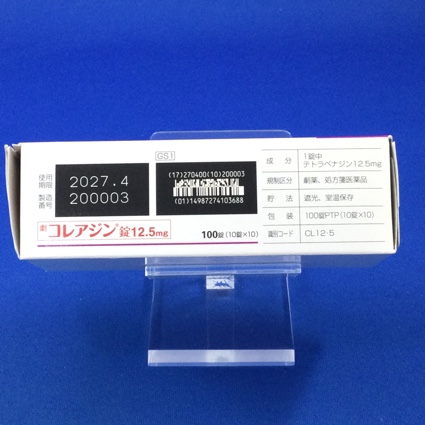 使用
期限
2027.4
製造
番号
200003
GS1
(17)270400(10)200003
(01)14987274103688
劇 コレアジン®錠12.5mg
100錠(10錠×10)
成 分 1錠中
テトラベナジン12.5mg
規制区分 劇薬、処方箋医薬品
貯 法 遮光、室温保存
包 装 100錠PTP(10錠×10)
識別コード CL12·5